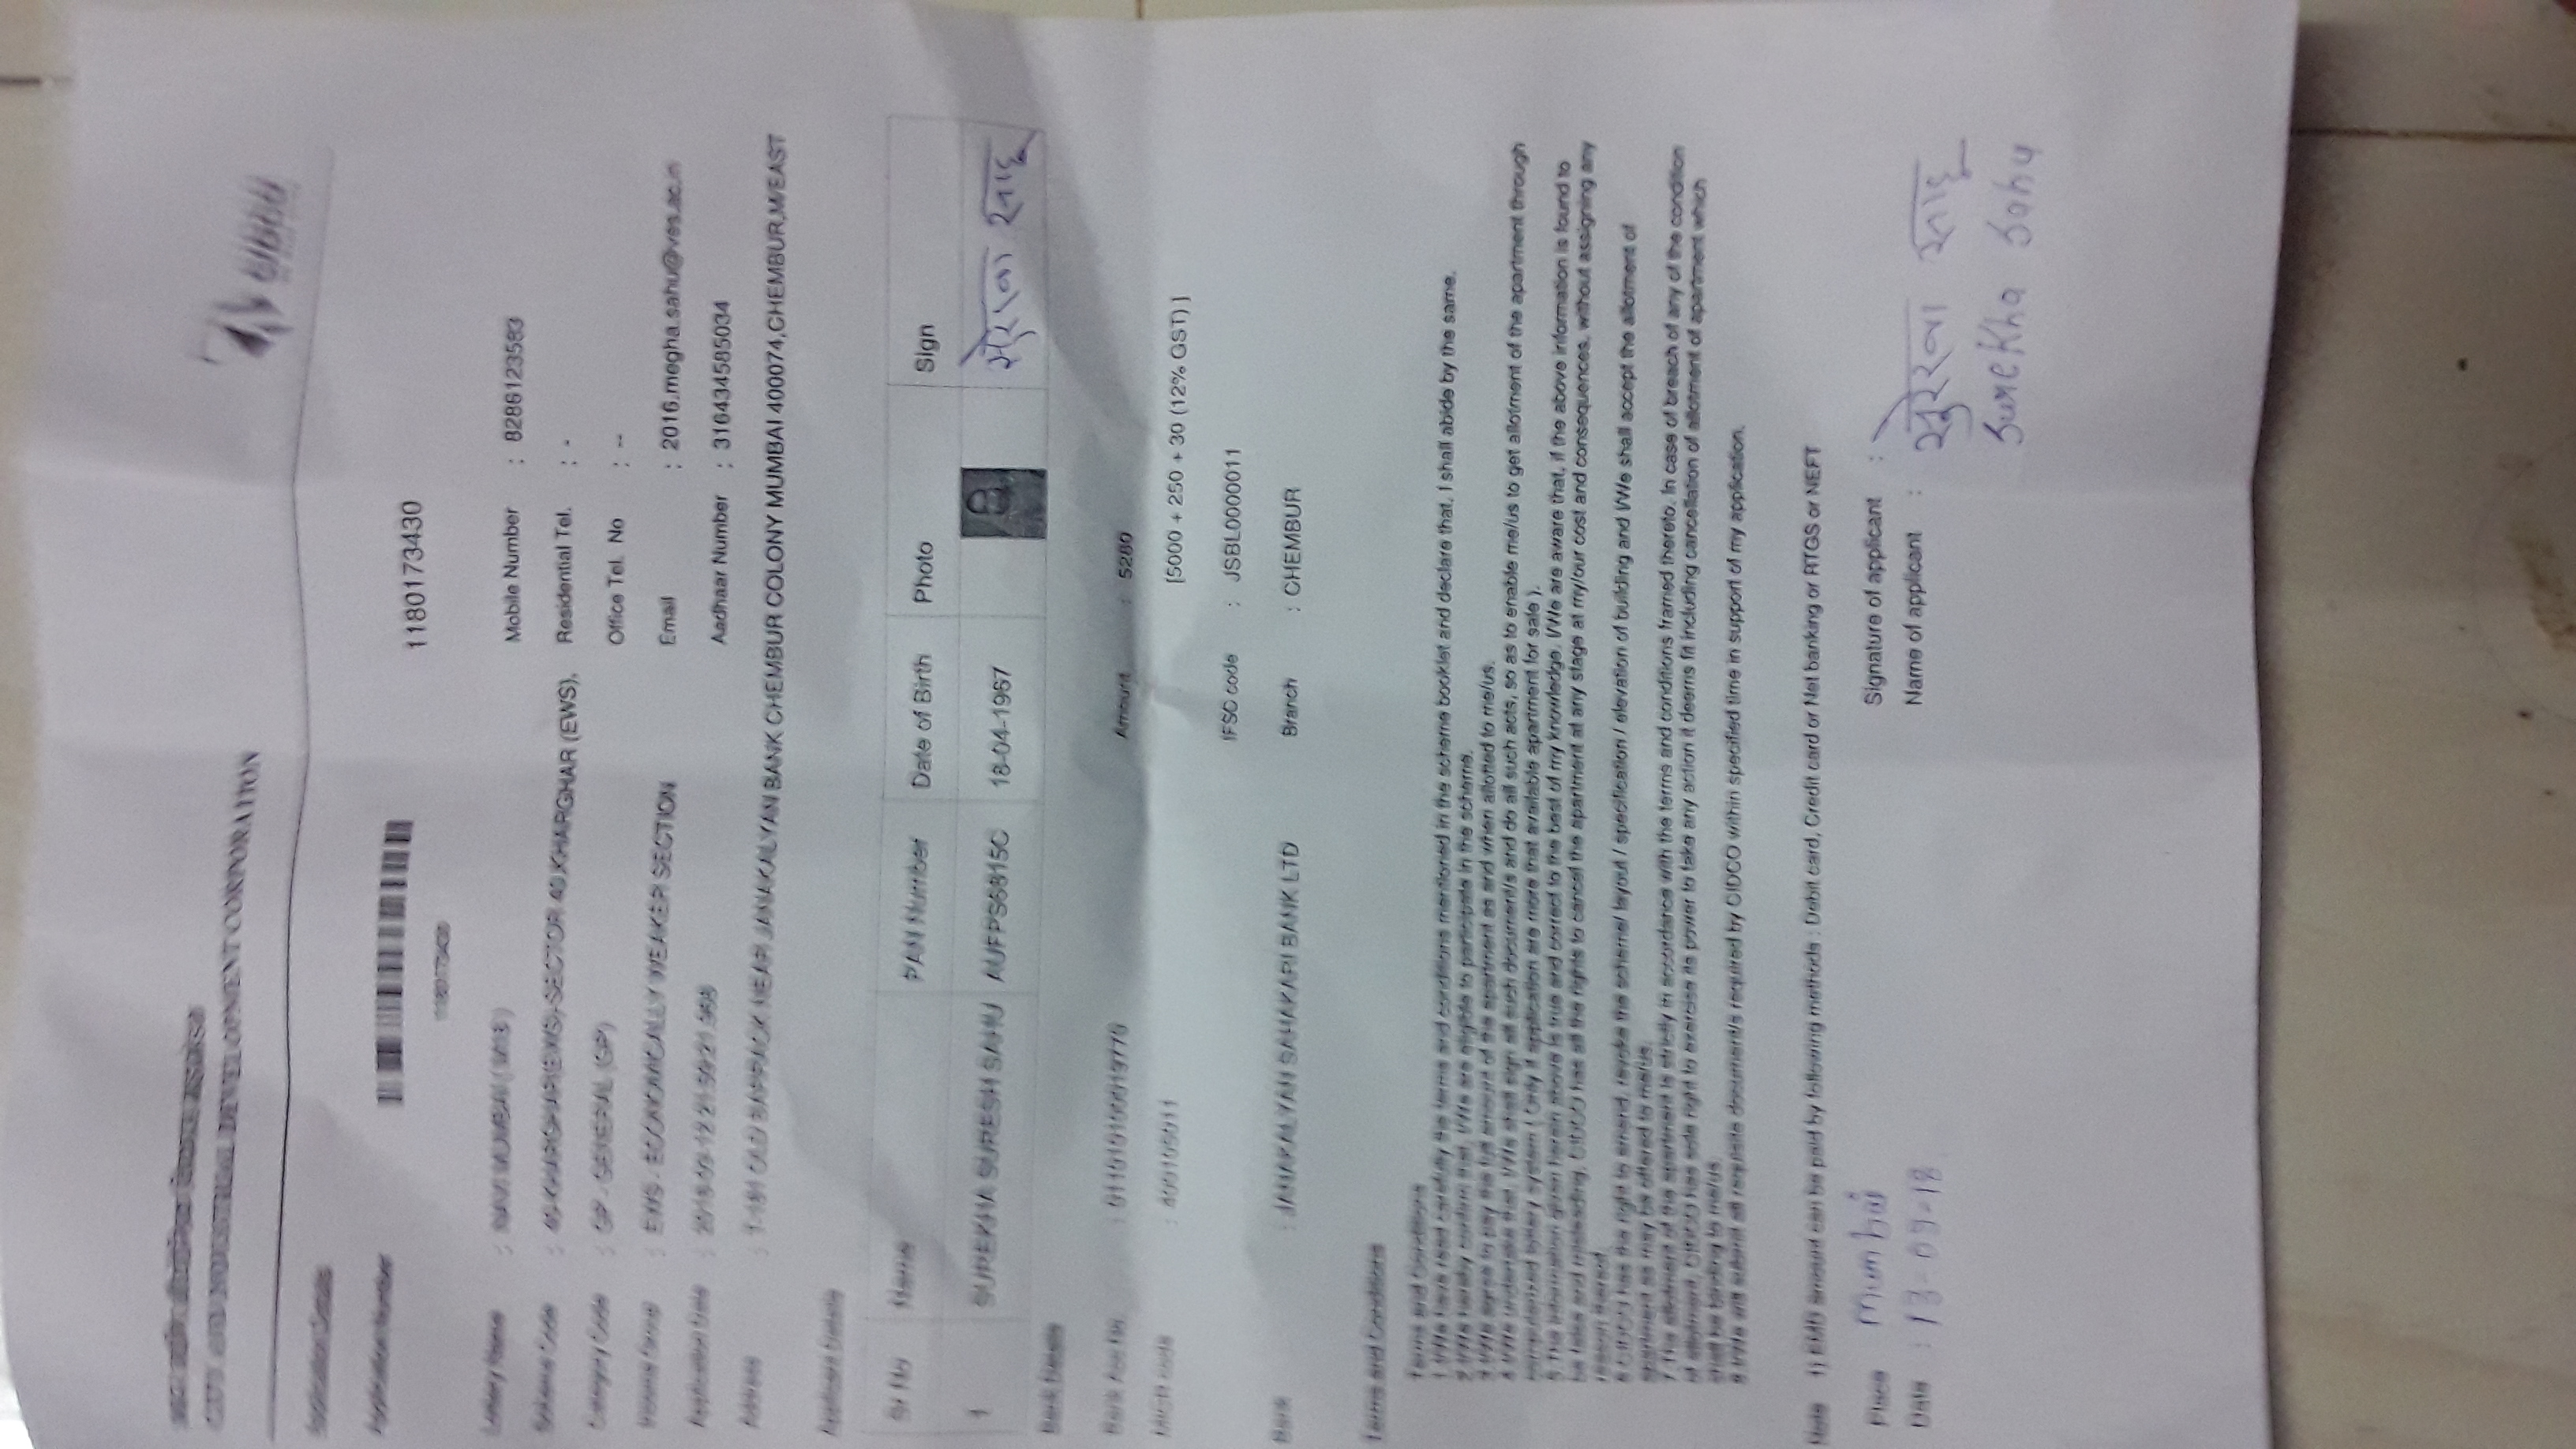 CITY AND INDUSTRIAL DEVELOPMENT CORPORATION
Application Details
Application Number 1180173430
Lottery Name : NAVI MUMBAI Mobile Number : 8286123583
Scheme Code : 40-KHARGHAR(EWS)-SECTOR 40,KHARGHAR (EWS), Residential Tel. : -
Category Code : GP - GENERAL (GP) Office Tel. No : --
Income Group : EWS - ECONOMICALLY WEAKER SECTION Email : 2016.megha.sahu@ves.ac.in
Application Date Aadhaar Number : 316434585034
Address : OLD BARRACK NEAR JANAKALYAN BANK CHEMBUR COLONY MUMBAI 400074,CHEMBUR,M/EAST
Applicant Details
Sr No Name PAN Number Date of Birth Photo Sign
1 SUREKHA SURESH SAHU 18-04-1967 सुरेखा साहू
Bank Details
Bank A/c No Amount : 5280
[5000 + 250 + 30 (12% GST) ]
MICR code IFSC code : JSBL0000011
Bank : JANAKALYAN SAHAKARI BANK LTD Branch : CHEMBUR
Terms and Conditions
Terms and Conditions
1 I/We have read carefully the terms and conditions mentioned in the scheme booklet and declare that, I shall abide by the same.
2 I/We hereby confirm that I/We are eligible to participate in the scheme.
3 I/We agree to pay the full amount of the apartment as and when allotted to me/us.
4 I/We undertake that I/We shall sign all such document/s and do all such acts, so as to enable me/us to get allotment of the apartment through
computerized lottery system ( Only if application are more that available apartment for sale ).
5 The information given herein above is true and correct to the best of my knowledge. I/We are aware that, if the above information is found to
be false and misleading, CIDCO has all the rights to cancel the apartment at any stage at my/our cost and consequences, without assigning any
reason thereof.
6 CIDCO has the right to amend, revoke the scheme/ layout / specification / elevation of building and I/We shall accept the allotment of
apartment as may be offered to me/us.
7 The allotment of the apartment is strictly in accordance with the terms and conditions framed thereto. In case of breach of any of the condition
of allotment, CIDCO has sole right to exercise its power to take any action it deems fit including cancellation of allotment of apartment which
shall be binding to me/us.
8 I/We will submit all requisite document/s required by CIDCO within specified time in support of my application.
Note 1) EMD amount can be paid by following methods : Debit card, Credit card or Net banking or RTGS or NEFT
Place Mumbai Signature of applicant : सुरेखा साहू
Date : 13-09-18 Name of applicant : Surekha Sahu